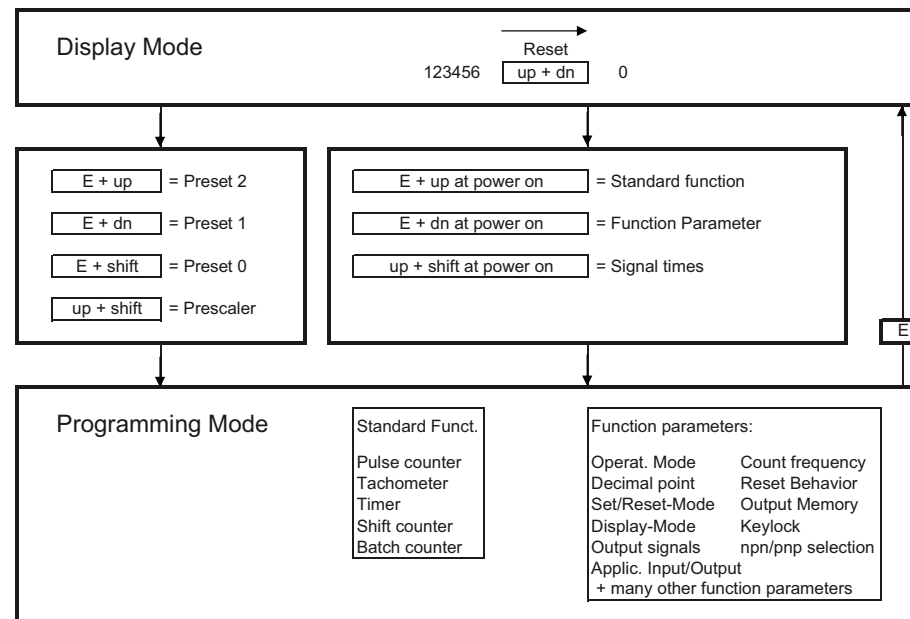 Display Mode
Reset
123456 up + dn 0
E + up = Preset 2
E + dn = Preset 1
E + shift = Preset 0
up + shift = Prescaler
E + up at power on = Standard function
E + dn at power on = Function Parameter
up + shift at power on = Signal times
E
Programming Mode
Standard Funct.
Pulse counter
Tachometer
Timer
Shift counter
Batch counter
Function parameters:
Operat. Mode Count frequency
Decimal point Reset Behavior
Set/Reset-Mode Output Memory
Display-Mode Keylock
Output signals npn/pnp selection
Applic. Input/Output
+ many other function parameters